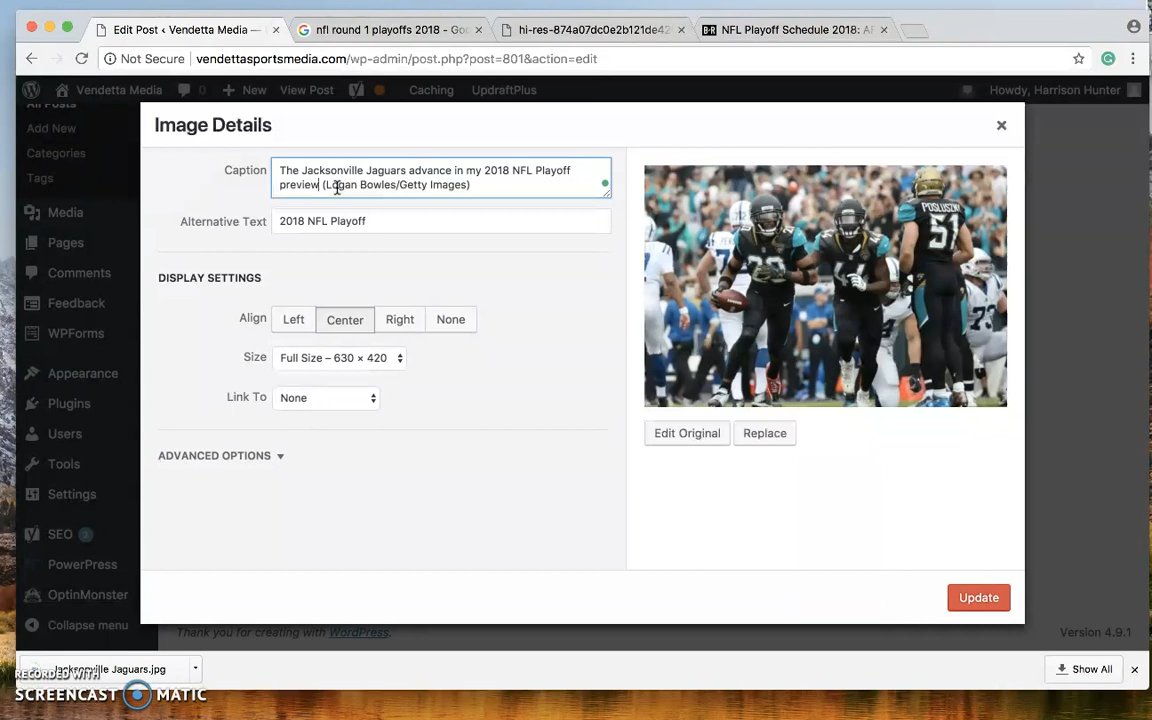 Edit Post ‹ Vendetta Media — ×
nfl round 1 playoffs 2018 - Goo ×
hi-res-874a07dc0e2b121de42 ×
B/R NFL Playoff Schedule 2018: AF ×
Not Secure vendettasportsmedia.com/wp-admin/post.php?post=801&action=edit
Vendetta Media 0 New View Post Caching UpdraftPlus Howdy, Harrison Hunter
All Posts
Add New
Categories
Tags
Media
Pages
Comments
Feedback
WPForms
Appearance
Plugins
Users
Tools
Settings
SEO
PowerPress
OptinMonster
Collapse menu
Image Details ×
Caption The Jacksonville Jaguars advance in my 2018 NFL Playoff
preview (Logan Bowles/Getty Images)
Alternative Text 2018 NFL Playoff
DISPLAY SETTINGS
Align Left Center Right None
Size Full Size – 630 × 420
Link To None
ADVANCED OPTIONS
POSLUSZNY
51
Edit Original Replace
Update
Thank you for creating with WordPress. Version 4.9.1
Jacksonville Jaguars.jpg Show All ×
RECORDED WITH
SCREENCAST MATIC